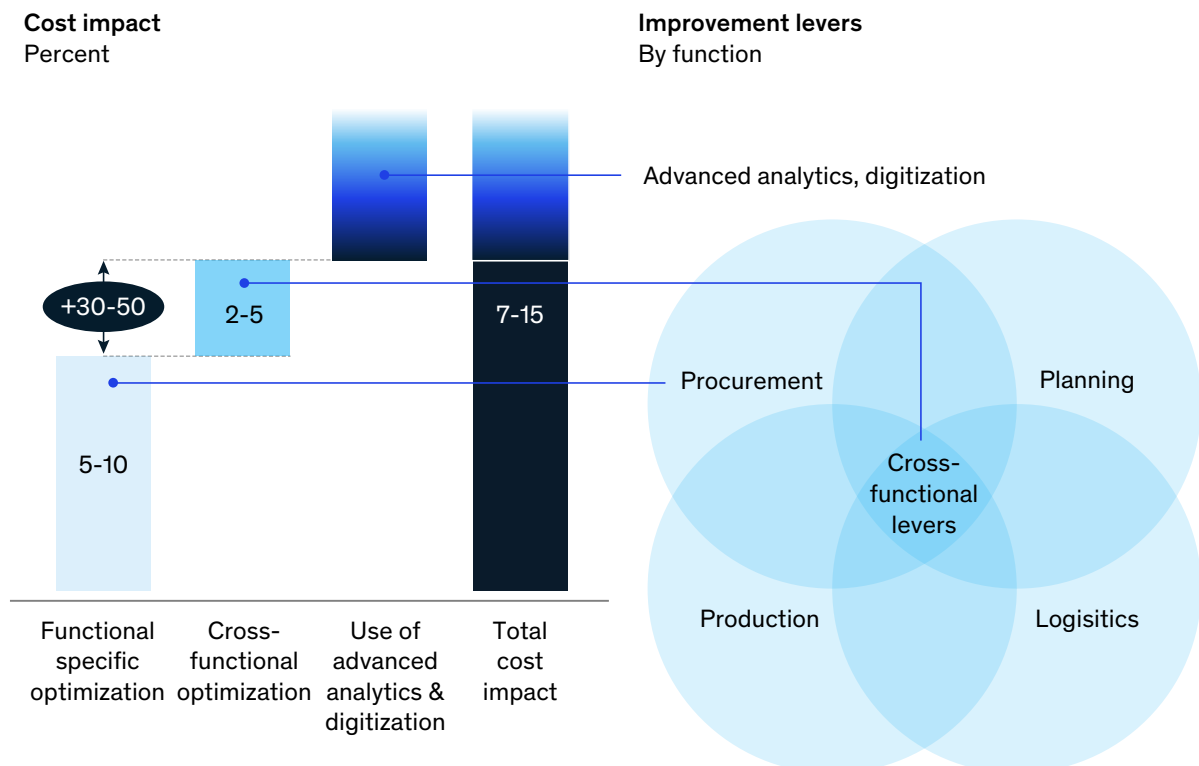 Cost impact
Percent
+30-50
5-10
2-5
7-15
Functional
specific
optimization
Cross-
functional
optimization
Use of
advanced
analytics &
digitization
Total
cost
impact
Improvement levers
By function
Advanced analytics, digitization
Procurement
Planning
Cross-
functional
levers
Production
Logisitics